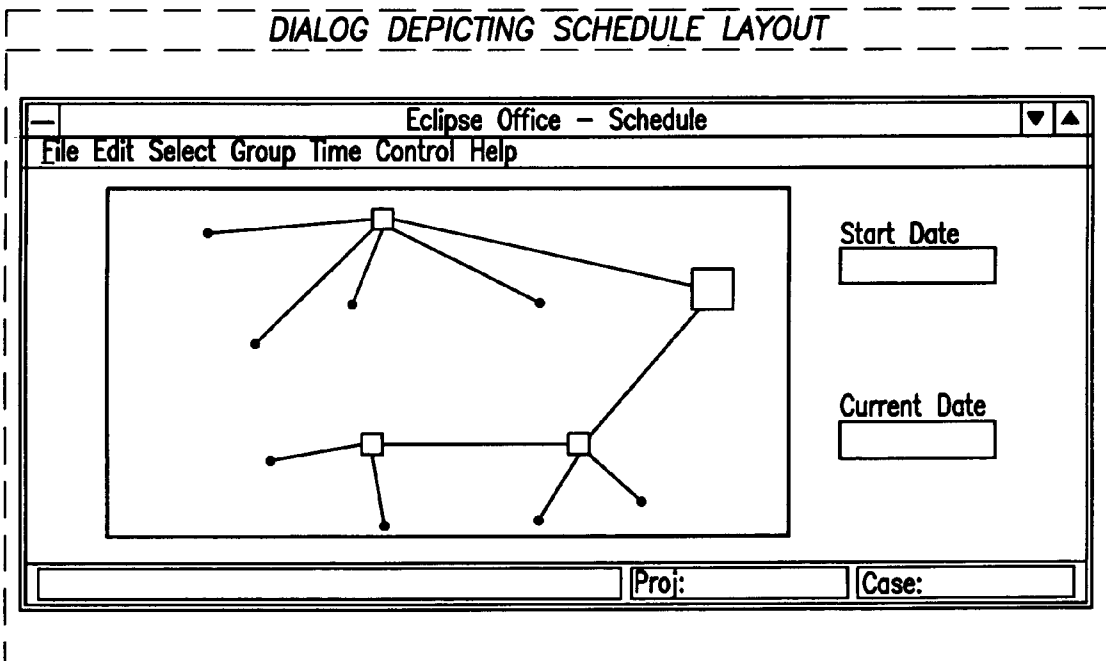 DIALOG DEPICTING SCHEDULE LAYOUT
Eclipse Office - Schedule
File Edit Select Group Time Control Help
Start Date
Current Date
Proj:
Case: